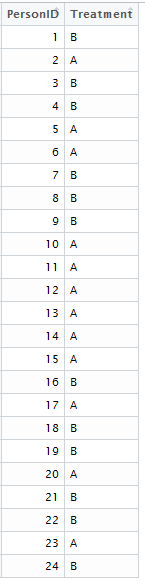 PersonID Treatment
1 B
2 A
3 B
4 B
5 A
6 A
7 B
8 B
9 B
10 A
11 A
12 A
13 A
14 A
15 A
16 B
17 A
18 B
19 B
20 A
21 B
22 B
23 A
24 B